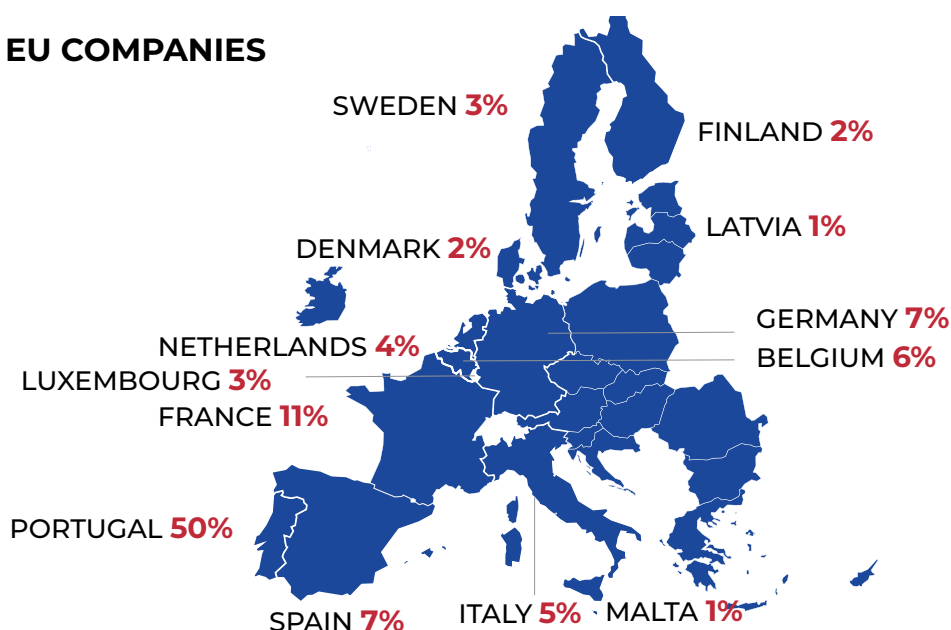 EU COMPANIES
SWEDEN 3%
FINLAND 2%
LATVIA 1%
DENMARK 2%
GERMANY 7%
NETHERLANDS 4%
BELGIUM 6%
LUXEMBOURG 3%
FRANCE 11%
PORTUGAL 50%
SPAIN 7%
ITALY 5%
MALTA 1%